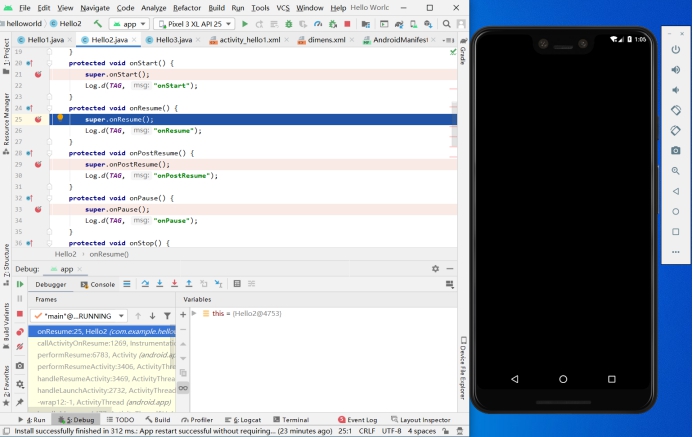 File Edit View Navigate Code Analyze Refactor Build Run Tools VCS Window Help Hello Worlc
helloworld Hello2 app Pixel 3 XL API 25
Hello1.java Hello2.java Hello3.java activity_hello1.xml dimens.xml AndroidManifest
19 }
20 protected void onStart() {
21 super.onStart();
22 Log.d(TAG, msg: "onStart");
23 }
24 protected void onResume() {
25 super.onResume();
26 Log.d(TAG, msg: "onResume");
27 }
28 protected void onPostResume() {
29 super.onPostResume();
30 Log.d(TAG, msg: "onPostResume");
31 }
32 protected void onPause() {
33 super.onPause();
34 Log.d(TAG, msg: "onPause");
35 }
36 protected void onStop() {
Hello2 › onResume()
Debug: app
Debugger Console
Frames Variables
"main"@...RUNNING
this = {Hello2@4753}
onResume:25, Hello2 (com.example.hello
callActivityOnResume:1269, Instrumentati
performResume:6783, Activity (android.ap
performResumeActivity:3406, ActivityThrea
handleResumeActivity:3469, ActivityThread
handleLaunchActivity:2732, ActivityThread
-wrap12:-1, ActivityThread (android.app)
4: Run 5: Debug TODO Build Profiler 6: Logcat Terminal Event Log Layout Inspector
Install successfully finished in 312 ms.: App restart successful without requiring... (23 minutes ago) 25:1 CRLF UTF-8 4 spaces
1: Project
Resource Manager
7: Structure
Build Variants
2: Favorites
Gradle
Device File Explorer
1:05